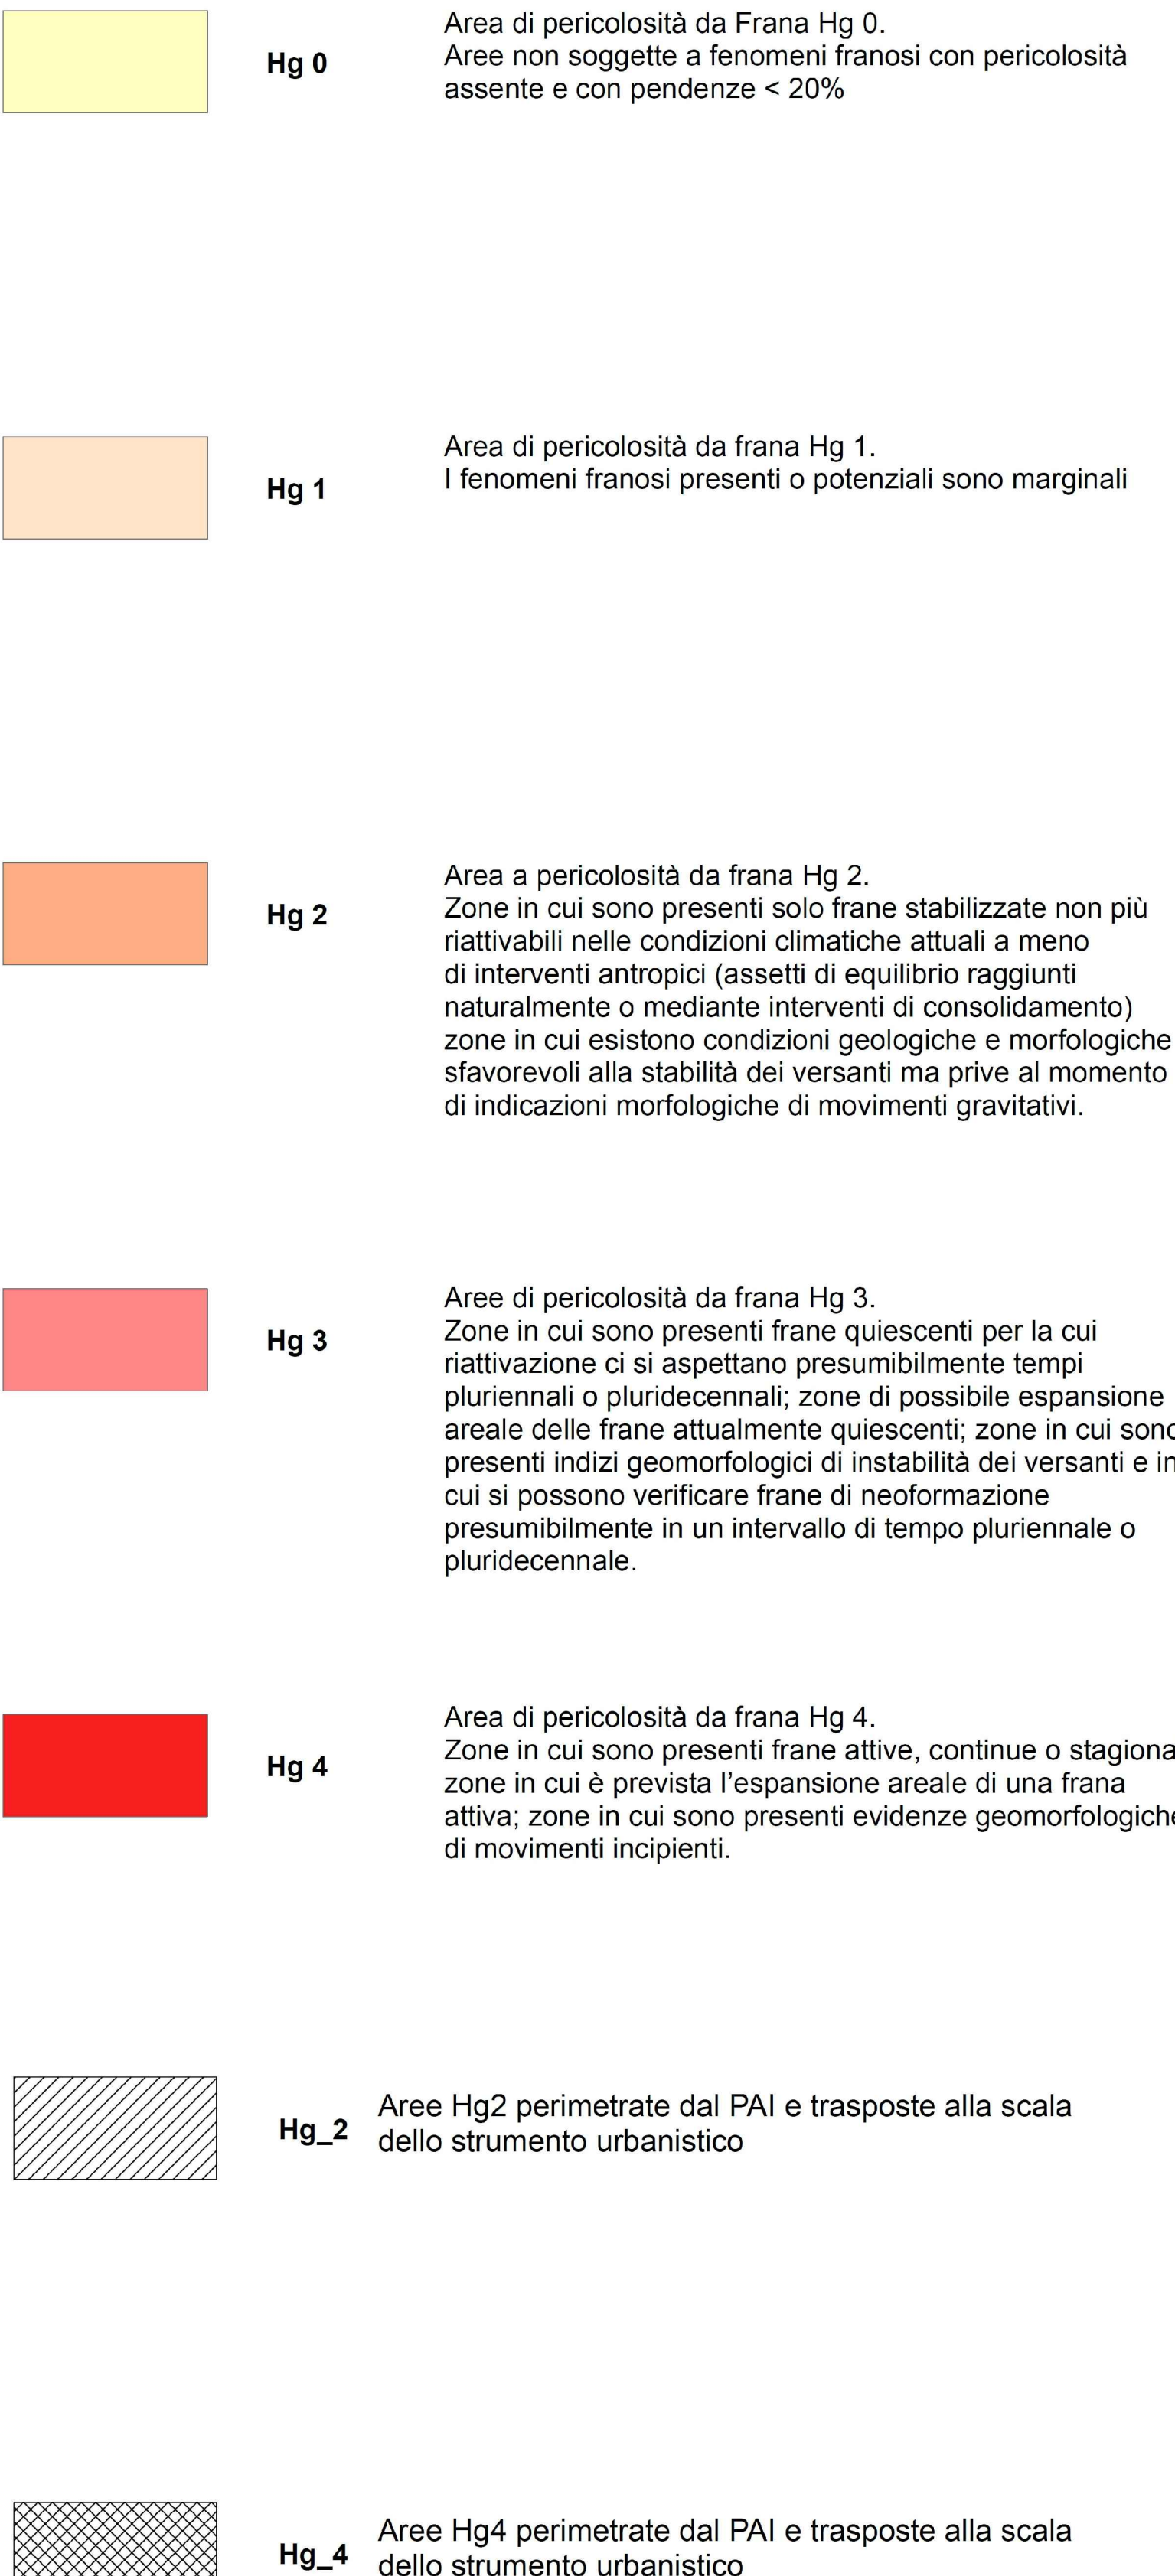 Hg 0
Area di pericolosità da Frana Hg 0.
Aree non soggette a fenomeni franosi con pericolosità
assente e con pendenze < 20%
Hg 1
Area di pericolosità da frana Hg 1.
I fenomeni franosi presenti o potenziali sono marginali
Hg 2
Area a pericolosità da frana Hg 2.
Zone in cui sono presenti solo frane stabilizzate non più
riattivabili nelle condizioni climatiche attuali a meno
di interventi antropici (assetti di equilibrio raggiunti
naturalmente o mediante interventi di consolidamento)
zone in cui esistono condizioni geologiche e morfologiche
sfavorevoli alla stabilità dei versanti ma prive al momento
di indicazioni morfologiche di movimenti gravitativi.
Hg 3
Aree di pericolosità da frana Hg 3.
Zone in cui sono presenti frane quiescenti per la cui
riattivazione ci si aspettano presumibilmente tempi
pluriennali o pluridecennali; zone di possibile espansione
areale delle frane attualmente quiescenti; zone in cui sono
presenti indizi geomorfologici di instabilità dei versanti e in
cui si possono verificare frane di neoformazione
presumibilmente in un intervallo di tempo pluriennale o
pluridecennale.
Hg 4
Area di pericolosità da frana Hg 4.
Zone in cui sono presenti frane attive, continue o stagiona
zone in cui è prevista l'espansione areale di una frana
attiva; zone in cui sono presenti evidenze geomorfologiche
di movimenti incipienti.
Hg_2
Aree Hg2 perimetrate dal PAI e trasposte alla scala
dello strumento urbanistico
Hg_4
Aree Hg4 perimetrate dal PAI e trasposte alla scala
dello strumento urbanistico